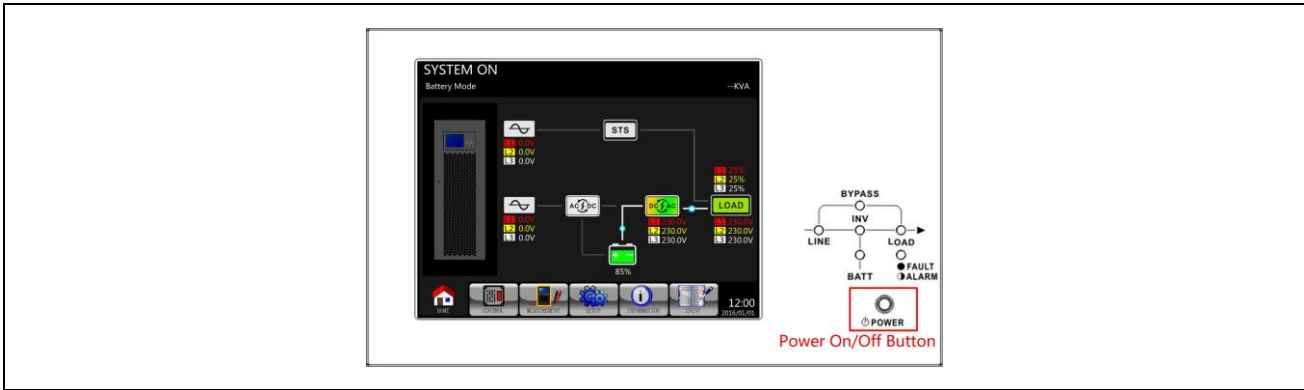 SYSTEM ON
Battery Mode
--KVA
STS
L1 0.0V
L2 0.0V
L3 0.0V
L1 25%
L2 25%
L3 25%
AC DC
DC AC
LOAD
L1 0.0V
L2 0.0V
L3 0.0V
L1 230.0V
L2 230.0V
L3 230.0V
L1 230.0V
L2 230.0V
L3 230.0V
+ −
85%
HOME
CONTROL
MEASUREMENT
SETUP
INFORMATION
EVENT
12:00
2016/01/01
BYPASS
INV
LINE
LOAD
BATT
FAULT
ALARM
POWER
Power On/Off Button